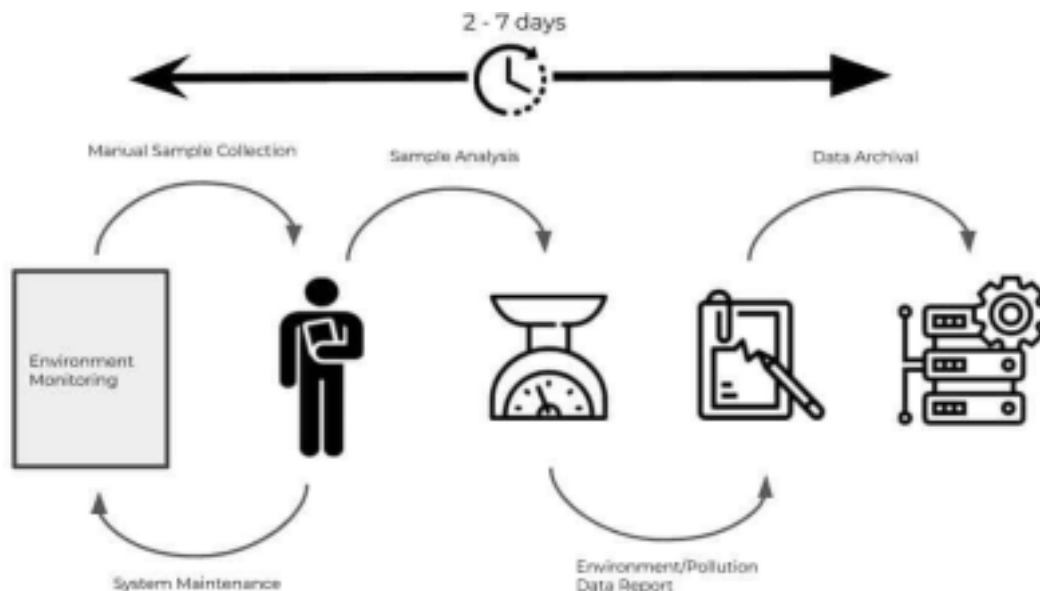 2 - 7 days
Manual Sample Collection
Sample Analysis
Data Archival
Environment
Monitoring
System Maintenance
Environment/Pollution
Data Report